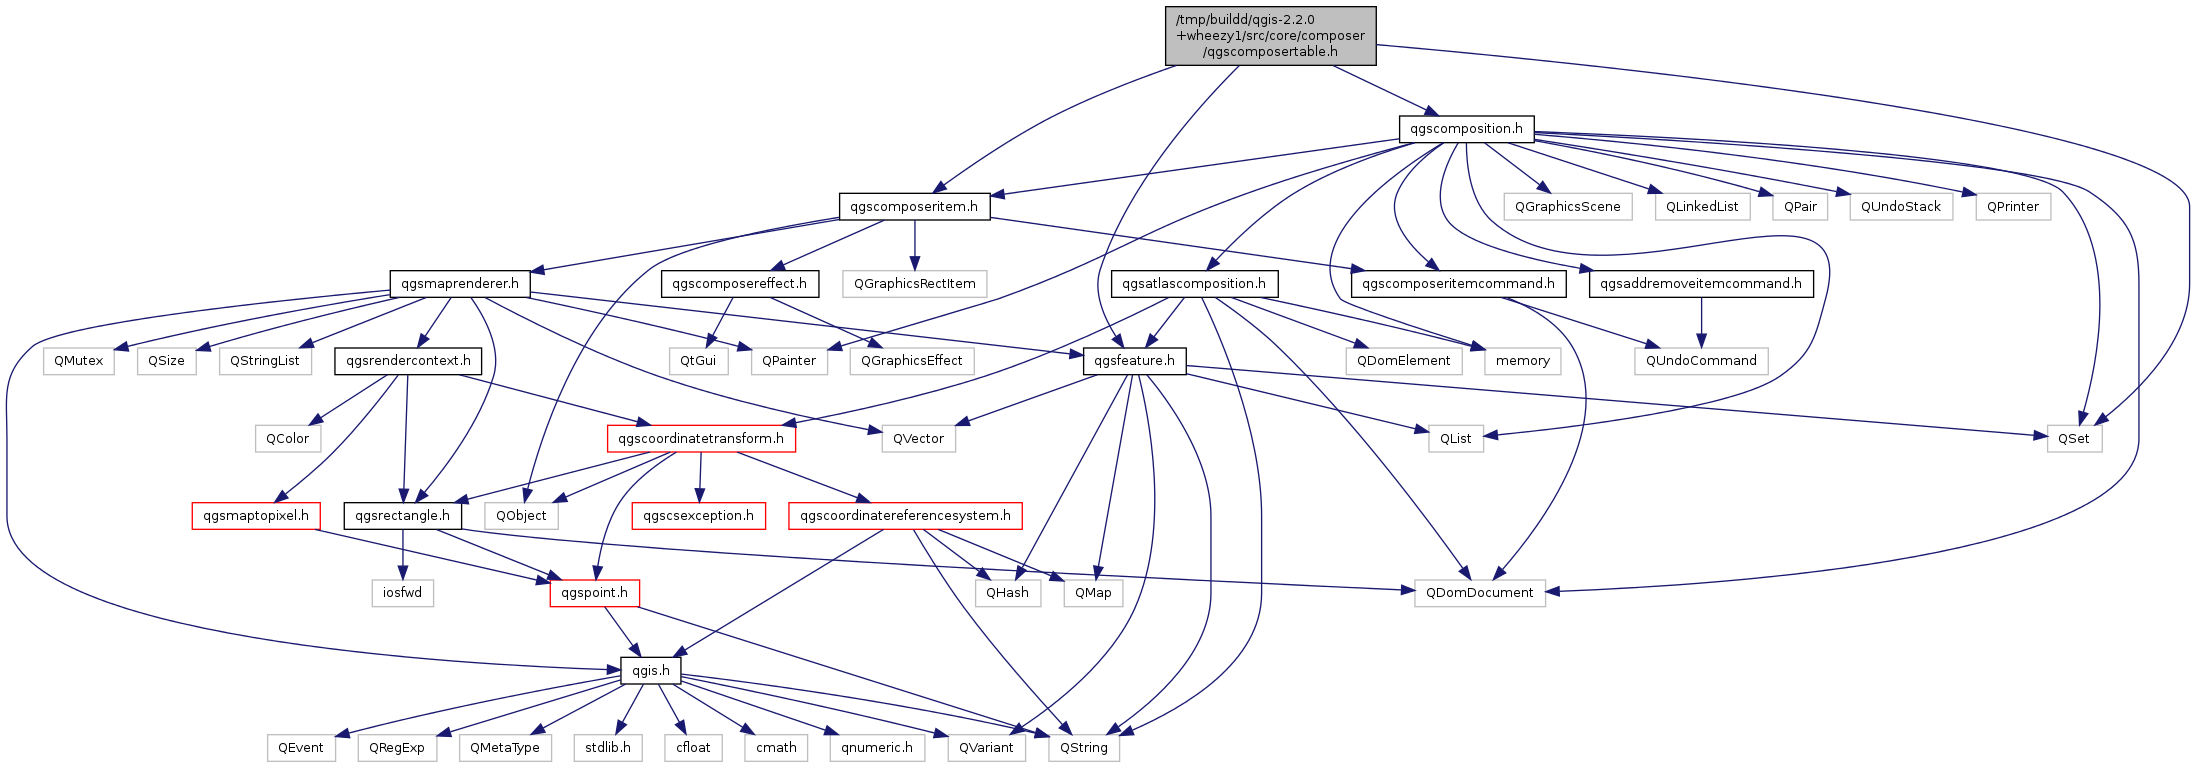 /tmp/buildd/qgis-2.2.0
+wheezy1/src/core/composer
/qgscomposertable.h
qgscomposition.h
qgscomposeritem.h
QGraphicsScene
QLinkedList
QPair
QUndoStack
QPrinter
qgsmaprenderer.h
qgscomposereffect.h
QGraphicsRectItem
qgsatlascomposition.h
qgscomposeritemcommand.h
qgsaddremoveitemcommand.h
QMutex
QSize
QStringList
qgsrendercontext.h
QtGui
QPainter
QGraphicsEffect
qgsfeature.h
QDomElement
memory
QUndoCommand
QColor
qgscoordinatetransform.h
QVector
QList
QSet
qgsmaptopixel.h
qgsrectangle.h
QObject
qgscsexception.h
qgscoordinatereferencesystem.h
iosfwd
qgspoint.h
QHash
QMap
QDomDocument
qgis.h
QEvent
QRegExp
QMetaType
stdlib.h
cfloat
cmath
qnumeric.h
QVariant
QString